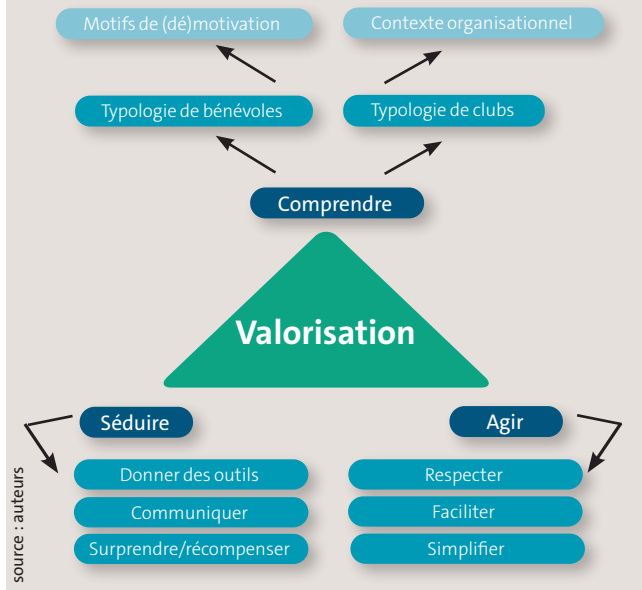 Motifs de (dé)motivation
Contexte organisationnel
Typologie de bénévoles
Typologie de clubs
Comprendre
Valorisation
Séduire
Agir
Donner des outils
Respecter
Communiquer
Faciliter
Surprendre/récompenser
Simplifier
source : auteurs